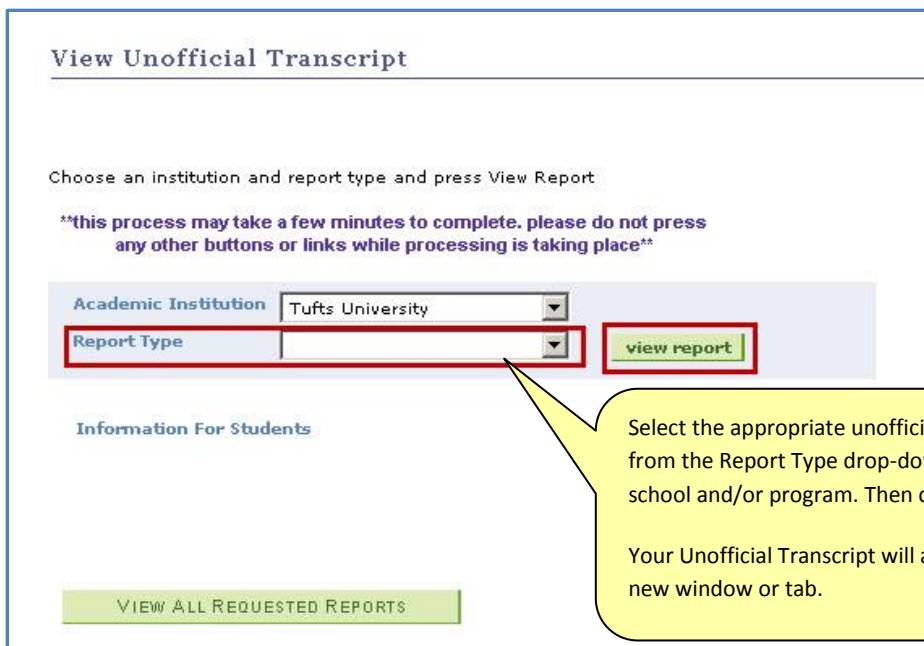 View Unofficial Transcript
Choose an institution and report type and press View Report
**this process may take a few minutes to complete. please do not press
any other buttons or links while processing is taking place**
Academic Institution Tufts University
Report Type view report
Information For Students
Select the appropriate unoffici
from the Report Type drop-do
school and/or program. Then
Your Unofficial Transcript will
new window or tab.
VIEW ALL REQUESTED REPORTS